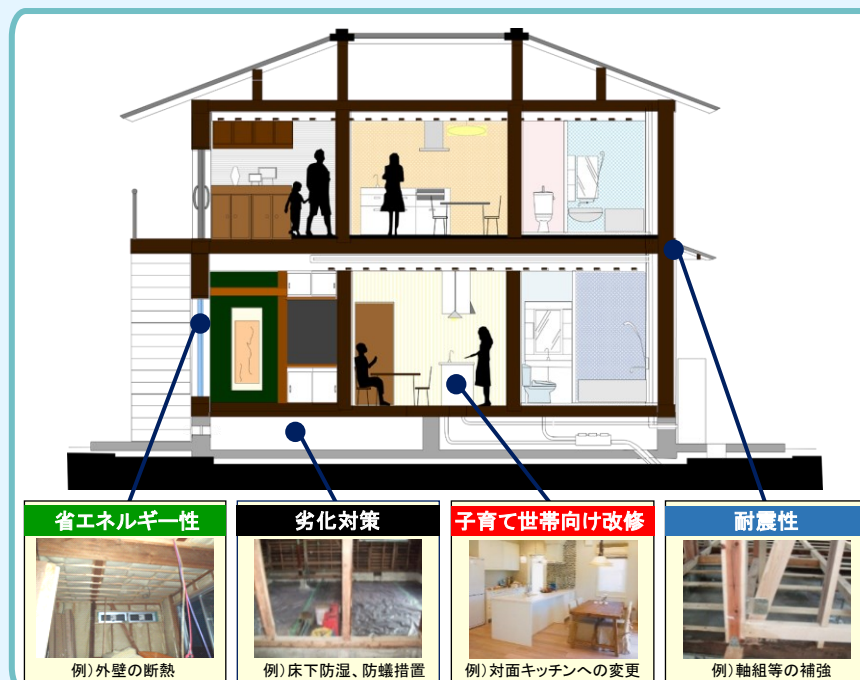 省エネルギー性
劣化対策
子育て世帯向け改修
耐震性
例)外壁の断熱
例)床下防湿、防蟻措置
例)対面キッチンへの変更
例)軸組等の補強